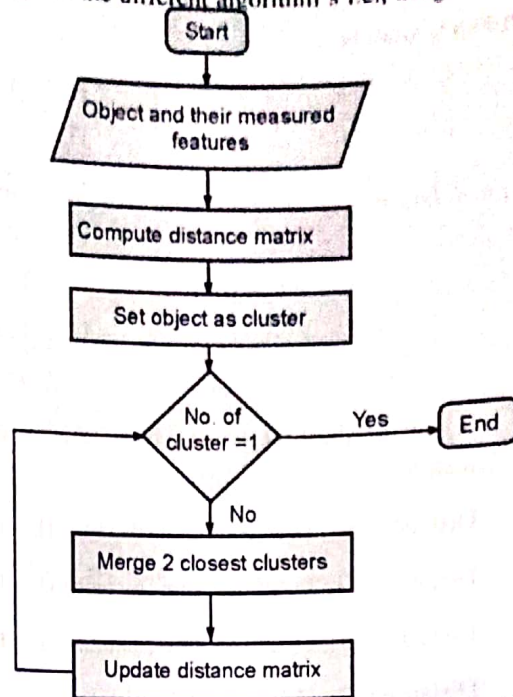 Start
Object and their measured
features
Compute distance matrix
Set object as cluster
No. of
cluster =1
Yes
End
No
Merge 2 closest clusters
Update distance matrix